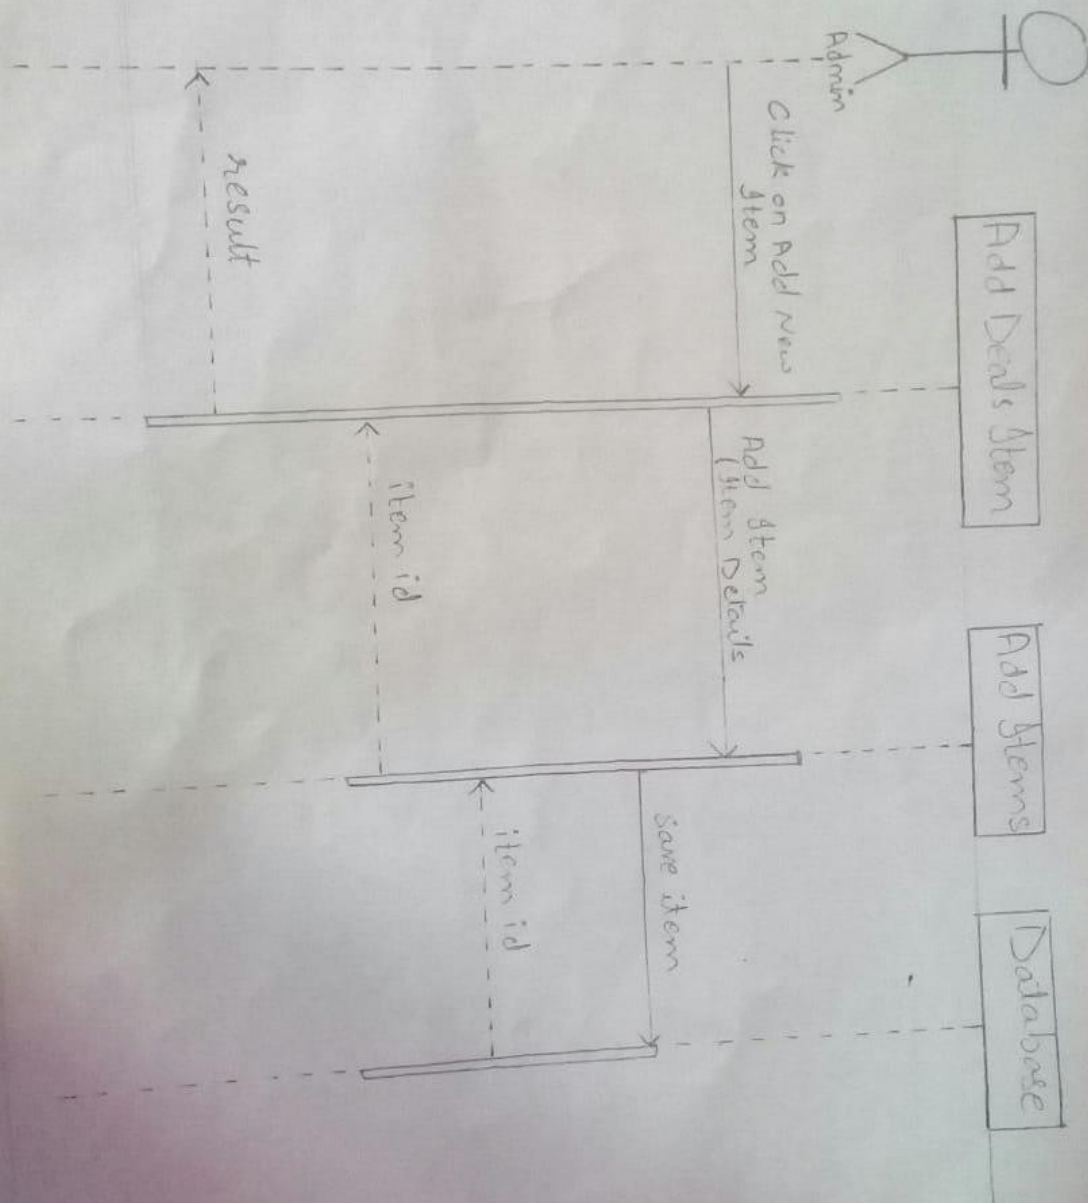 Admin
Add Deals Item
Add Items
Database
Click on Add New
Item
Add Item
(Item Details
save item
item id
item id
result